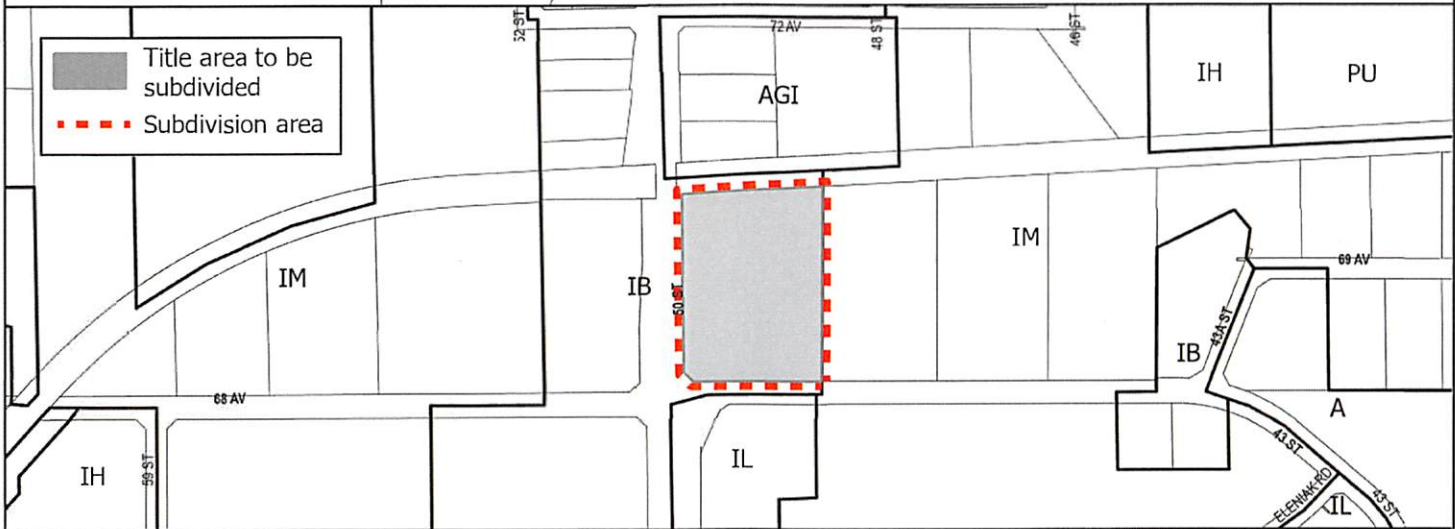 52 ST
72 AV
48 ST
46 ST
Title area to be
subdivided
Subdivision area
AGI
IH
PU
IM
IB
50 ST
IM
69 AV
43A ST
IB
68 AV
A
IH
59 ST
IL
43 ST
ELENIAK RD
43 ST
IL